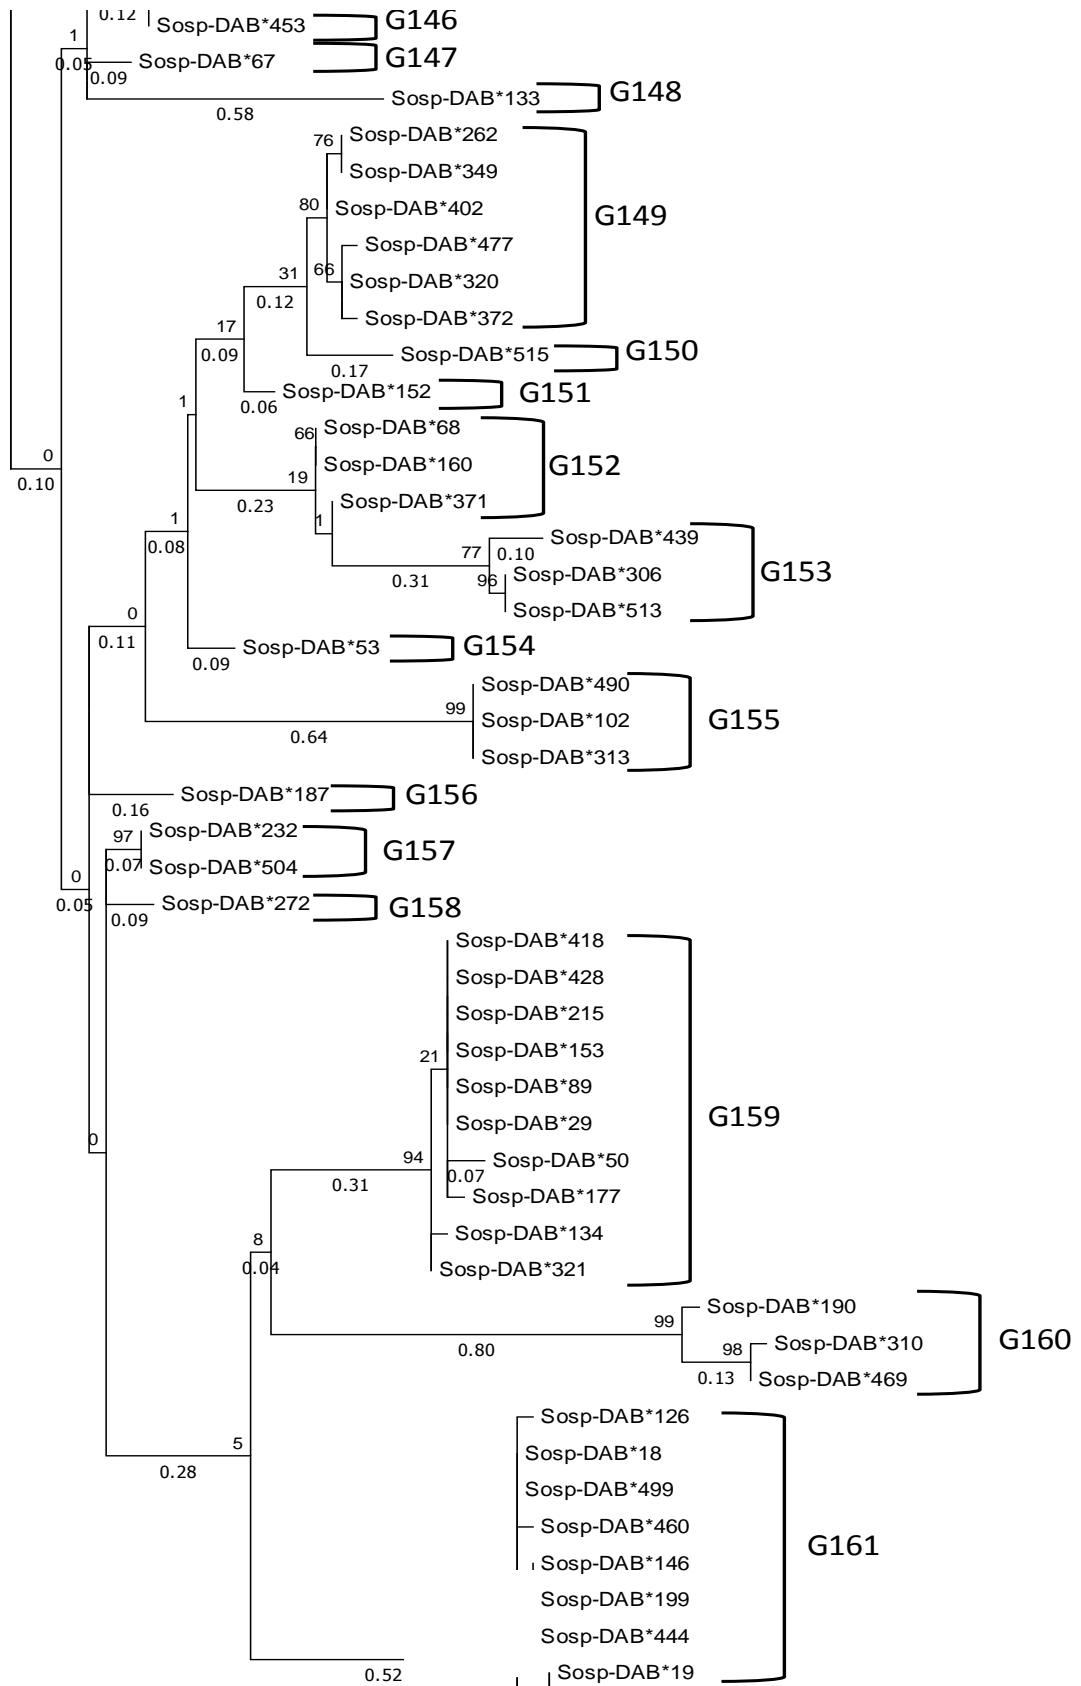 0.12
Sosp-DAB*453
G146
1
0.05
Sosp-DAB*67
G147
0.09
Sosp-DAB*133
G148
0.58
Sosp-DAB*262
76
Sosp-DAB*349
80
Sosp-DAB*402
G149
Sosp-DAB*477
31
66
Sosp-DAB*320
0.12
Sosp-DAB*372
17
0.09
Sosp-DAB*515
G150
0.17
Sosp-DAB*152
G151
0.06
1
Sosp-DAB*68
66
Sosp-DAB*160
G152
0
0.10
19
0.23
Sosp-DAB*371
1
1
0.08
Sosp-DAB*439
77
0.10
G153
0.31
96
Sosp-DAB*306
Sosp-DAB*513
0
0.11
Sosp-DAB*53
G154
0.09
Sosp-DAB*490
99
Sosp-DAB*102
G155
0.64
Sosp-DAB*313
Sosp-DAB*187
G156
0.16
97
Sosp-DAB*232
G157
0.07
Sosp-DAB*504
0
0.05
Sosp-DAB*272
G158
0.09
Sosp-DAB*418
Sosp-DAB*428
Sosp-DAB*215
21
Sosp-DAB*153
Sosp-DAB*89
G159
Sosp-DAB*29
0
94
Sosp-DAB*50
0.31
0.07
Sosp-DAB*177
8
0.04
Sosp-DAB*134
Sosp-DAB*321
Sosp-DAB*190
99
0.80
98
Sosp-DAB*310
G160
0.13
Sosp-DAB*469
Sosp-DAB*126
5
Sosp-DAB*18
0.28
Sosp-DAB*499
Sosp-DAB*460
G161
Sosp-DAB*146
Sosp-DAB*199
Sosp-DAB*444
0.52
Sosp-DAB*19